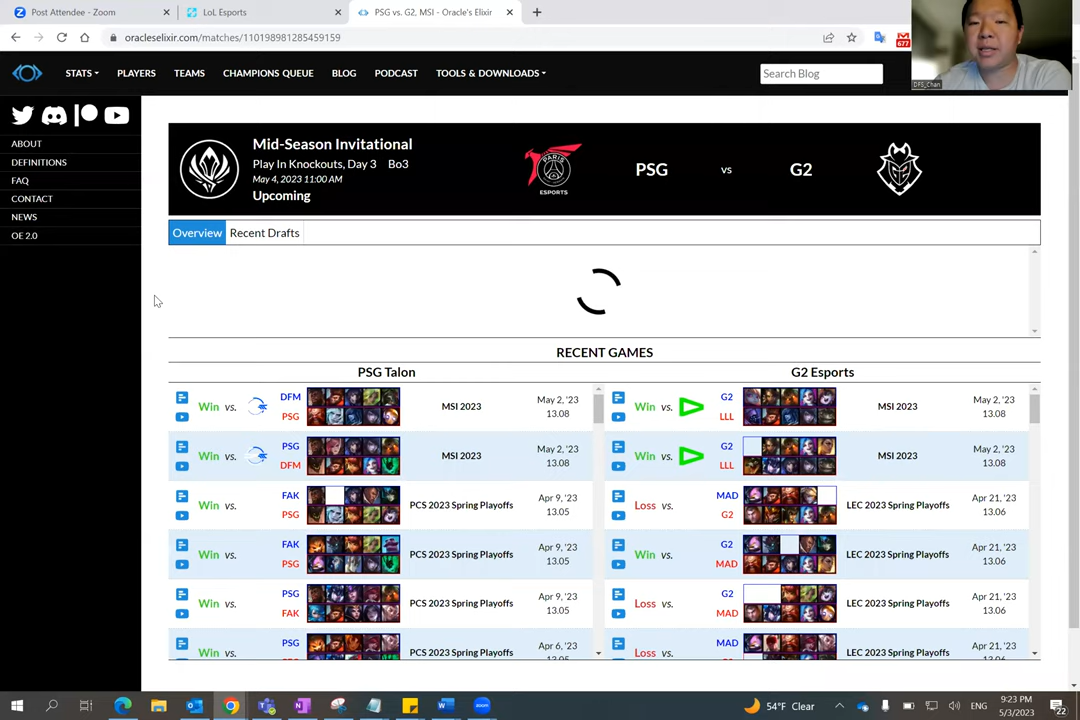 Post Attendee - Zoom
LoL Esports
PSG vs. G2, MSI - Oracle's Elixir
oracleselixir.com/matches/110198981285459159
677
STATS PLAYERS TEAMS CHAMPIONS QUEUE BLOG PODCAST TOOLS & DOWNLOADS
Search Blog
DFS_Chan
ABOUT
DEFINITIONS
FAQ
CONTACT
NEWS
OE 2.0
Mid-Season Invitational
Play In Knockouts, Day 3 Bo3
May 4, 2023 11:00 AM
Upcoming
PARIS
ESPORTS
PSG vs G2
Overview Recent Drafts
RECENT GAMES
PSG Talon
Win vs. DFM PSG MSI 2023 May 2, '23 13.08
Win vs. PSG DFM MSI 2023 May 2, '23 13.08
Win vs. FAK PSG PCS 2023 Spring Playoffs Apr 9, '23 13.05
Win vs. FAK PSG PCS 2023 Spring Playoffs Apr 9, '23 13.05
Win vs. PSG FAK PCS 2023 Spring Playoffs Apr 9, '23 13.05
Win vs. PSG PCS 2023 Spring Playoffs Apr 6, '23
G2 Esports
Win vs. G2 LLL MSI 2023 May 2, '23 13.08
Win vs. G2 LLL MSI 2023 May 2, '23 13.08
Loss vs. MAD G2 LEC 2023 Spring Playoffs Apr 21, '23 13.06
Win vs. G2 MAD LEC 2023 Spring Playoffs Apr 21, '23 13.06
Loss vs. G2 MAD LEC 2023 Spring Playoffs Apr 21, '23 13.06
Loss vs. MAD LEC 2023 Spring Playoffs Apr 21, '23
54°F Clear
ENG
9:23 PM
5/3/2023
22